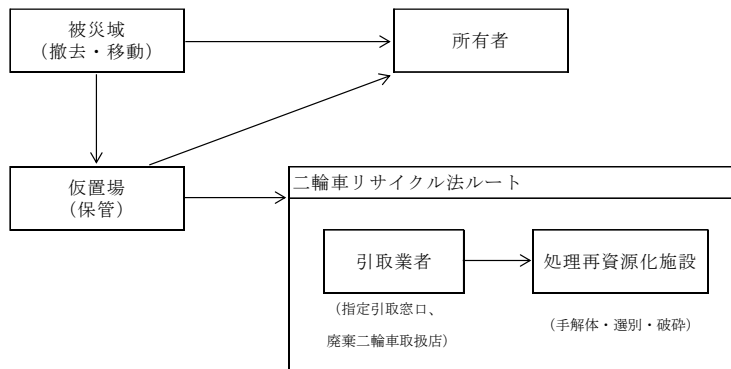 被災域
（撤去・移動）
所有者
仮置場
（保管）
二輪車リサイクル法ルート
引取業者
処理再資源化施設
（指定引取窓口、
廃棄二輪車取扱店）
（手解体・選別・破砕）